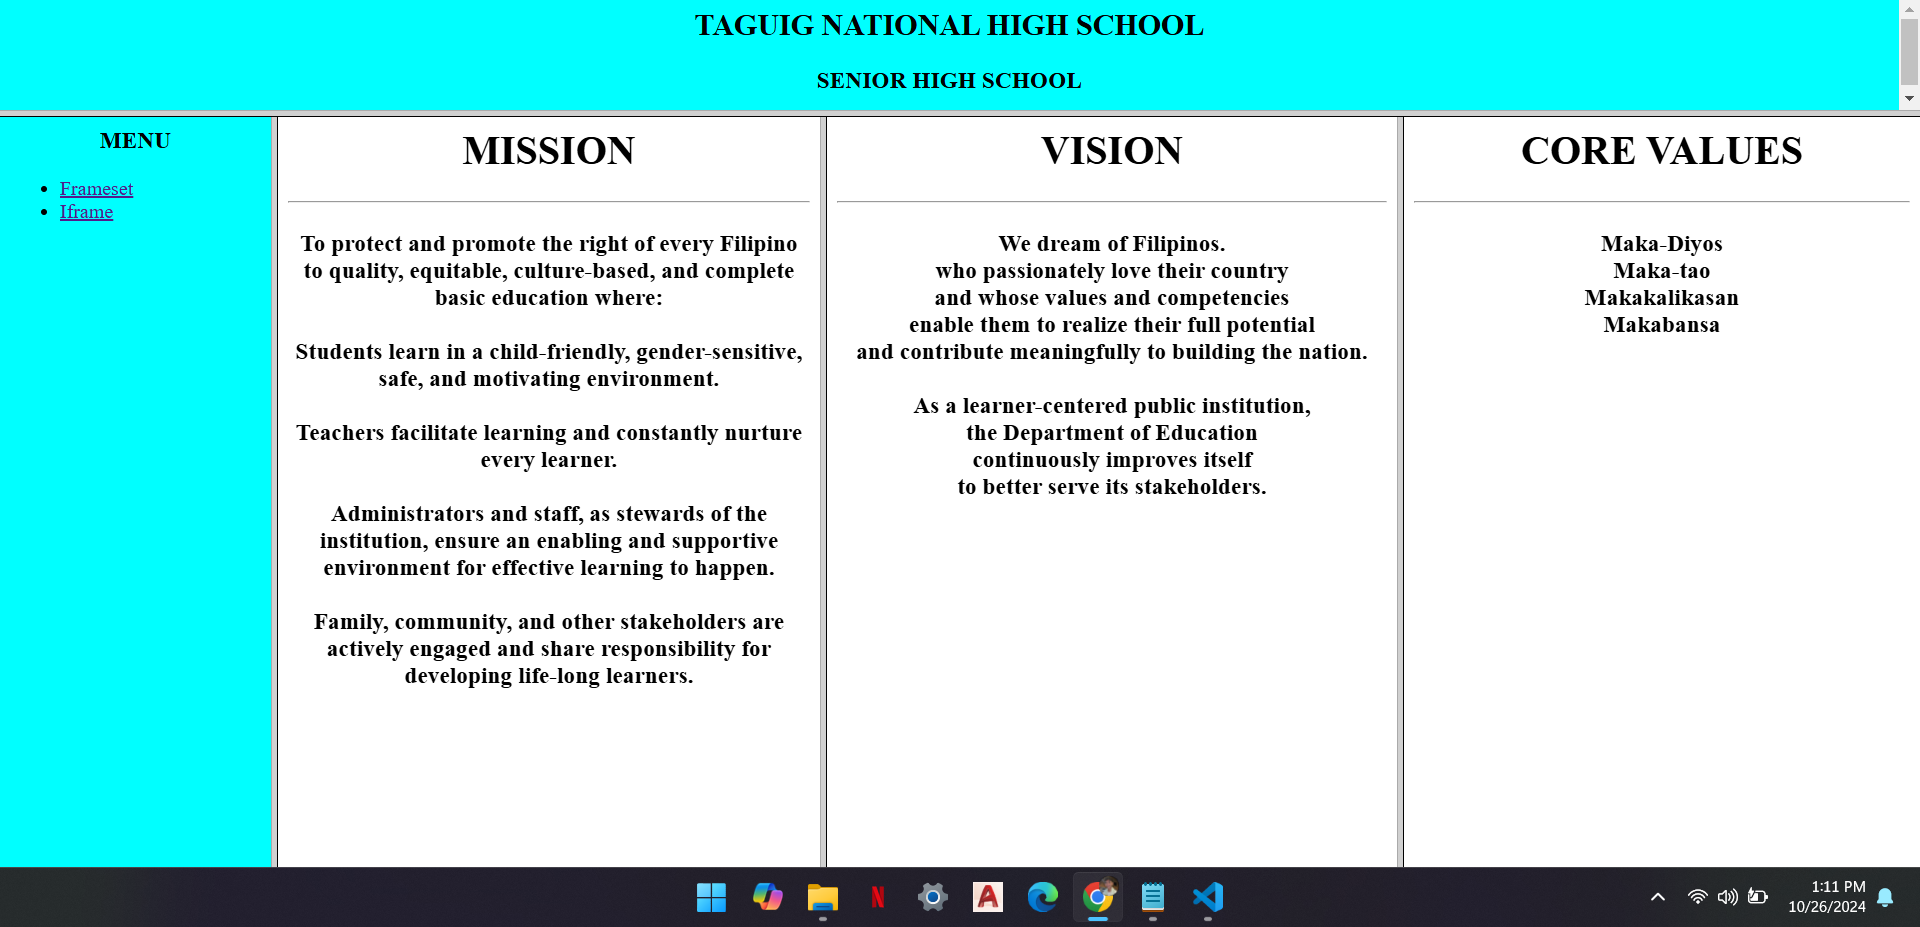 TAGUIG NATIONAL HIGH SCHOOL
SENIOR HIGH SCHOOL
MENU
Frameset
Iframe
MISSION
To protect and promote the right of every Filipino
to quality, equitable, culture-based, and complete
basic education where:
Students learn in a child-friendly, gender-sensitive,
safe, and motivating environment.
Teachers facilitate learning and constantly nurture
every learner.
Administrators and staff, as stewards of the
institution, ensure an enabling and supportive
environment for effective learning to happen.
Family, community, and other stakeholders are
actively engaged and share responsibility for
developing life-long learners.
VISION
We dream of Filipinos.
who passionately love their country
and whose values and competencies
enable them to realize their full potential
and contribute meaningfully to building the nation.
As a learner-centered public institution,
the Department of Education
continuously improves itself
to better serve its stakeholders.
CORE VALUES
Maka-Diyos
Maka-tao
Makakalikasan
Makabansa
N
A
1:11 PM
10/26/2024